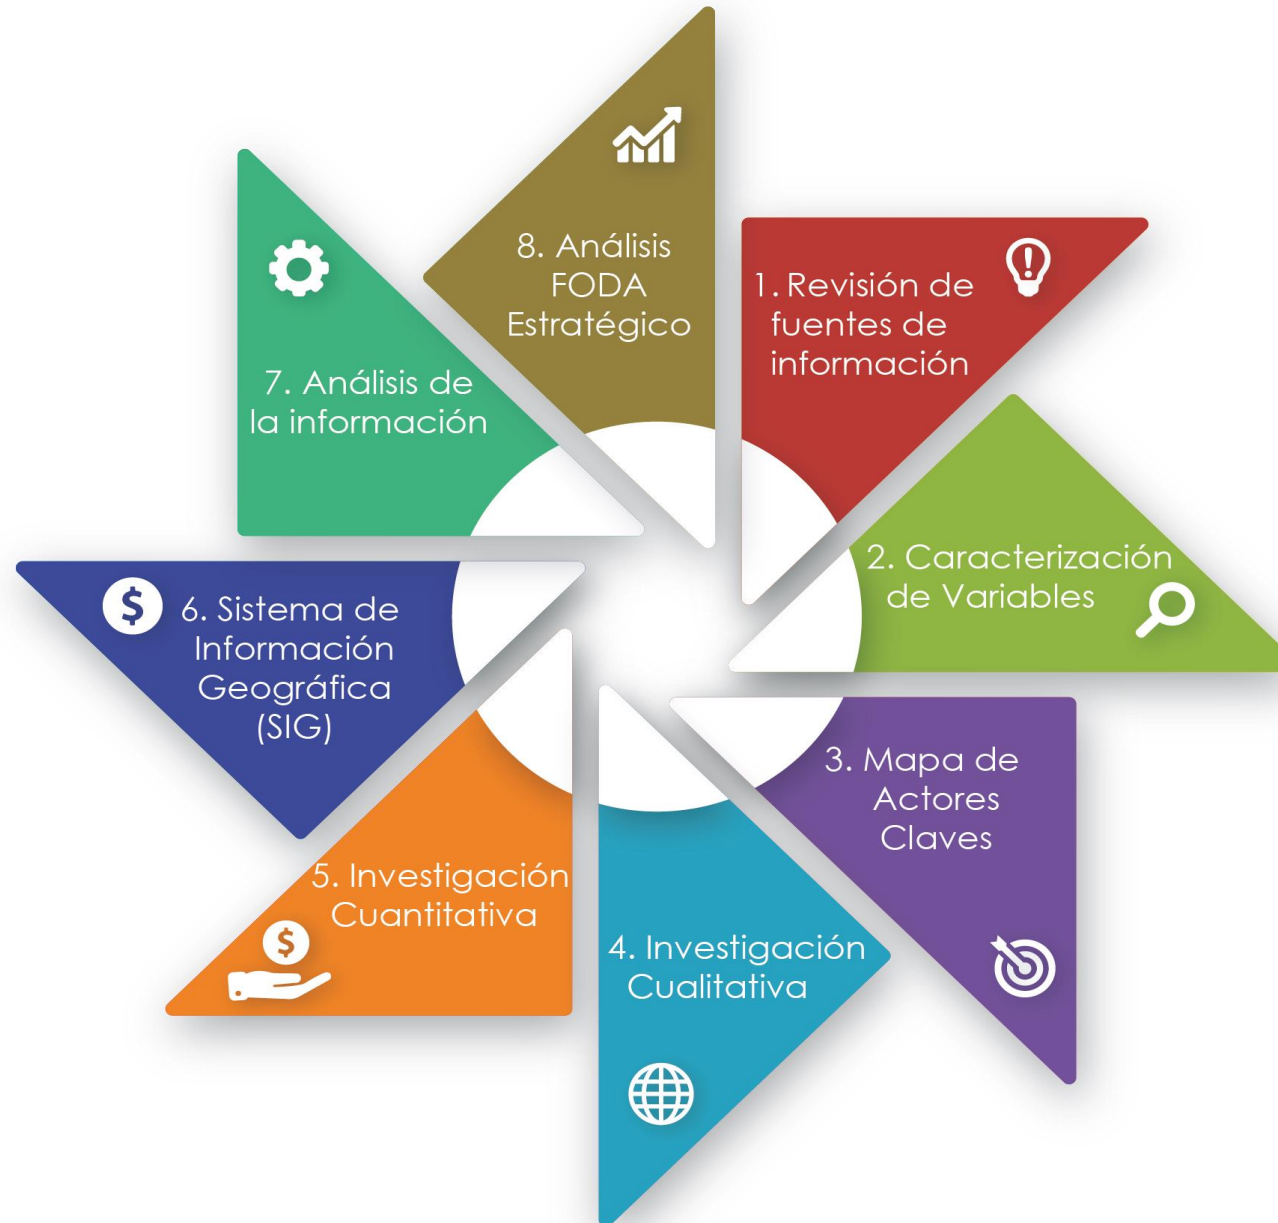 1. Revisión de
fuentes de
información
2. Caracterización
de Variables
3. Mapa de
Actores
Claves
4. Investigación
Cualitativa
5. Investigación
Cuantitativa
$
6. Sistema de
Información
Geográfica
(SIG)
$
7. Análisis de
la información
8. Análisis
FODA
Estratégico